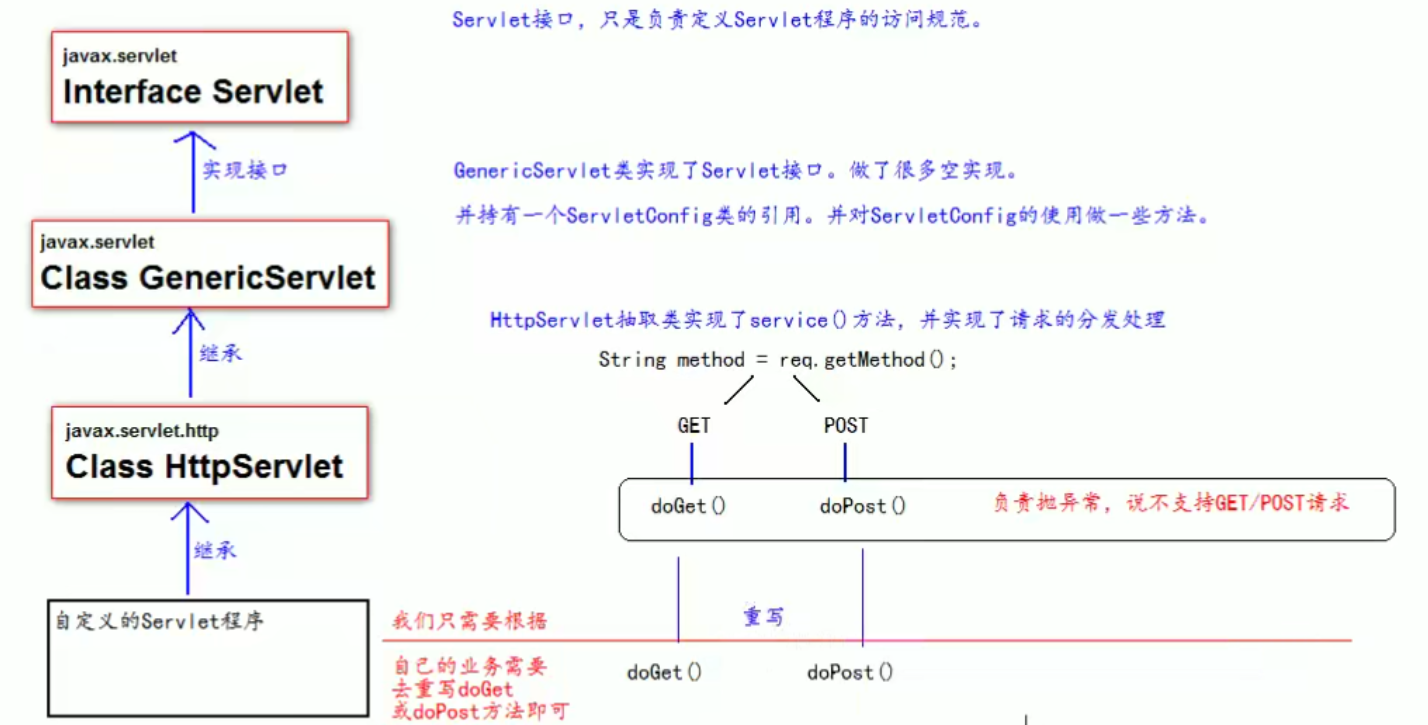 Servlet接口，只是负责定义Servlet程序的访问规范。
javax.servlet
Interface Servlet
实现接口
GenericServlet类实现了Servlet接口。做了很多空实现。
并持有一个ServletConfig类的引用。并对ServletConfig的使用做一些方法。
javax.servlet
Class GenericServlet
继承
HttpServlet抽取类实现了service()方法，并实现了请求的分发处理
String method = req.getMethod();
GET
POST
javax.servlet.http
Class HttpServlet
doGet()
doPost()
负责抛异常，说不支持GET/POST请求
继承
自定义的Servlet程序
我们只需要根据
重写
自己的业务需要
去重写doGet
或doPost方法即可
doGet()
doPost()